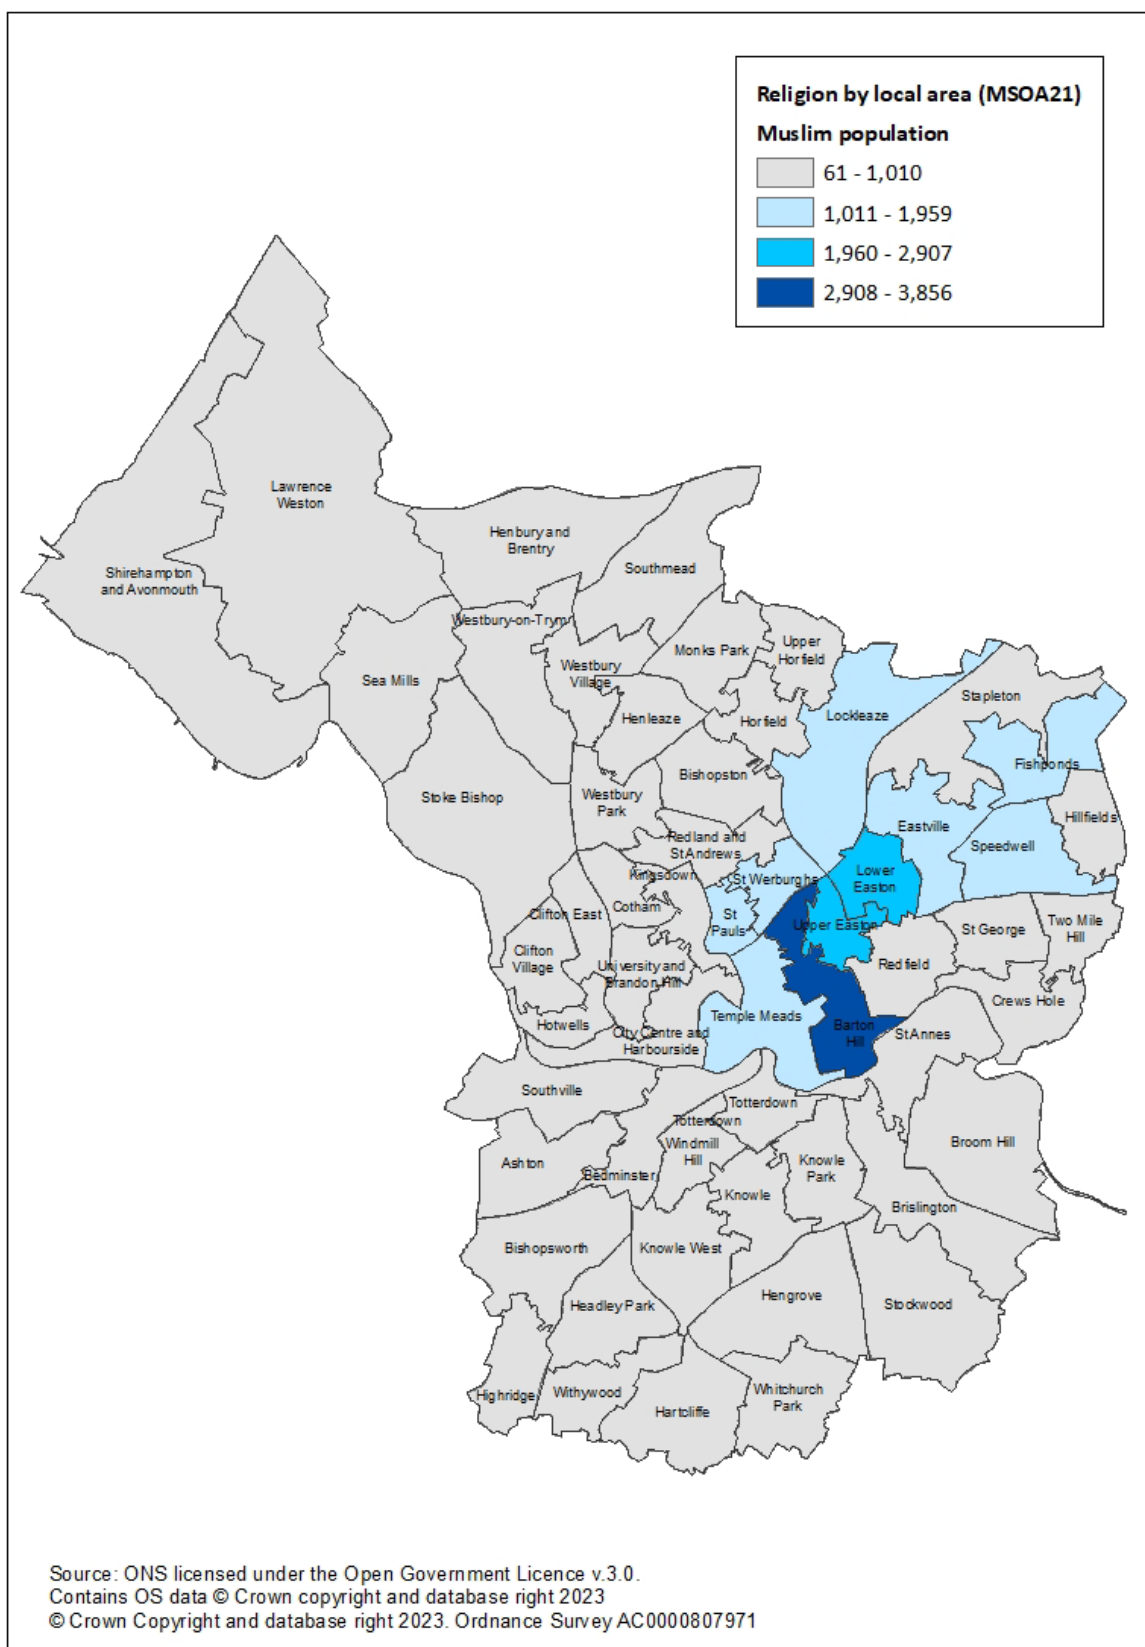 Religion by local area (MSOA21)
Muslim population
61 - 1,010
1,011 - 1,959
1,960 - 2,907
2,908 - 3,856
Lawrence
Weston
Henbury and
Brentry
Southmead
Shirehampton
and Avonmouth
Westbury-on-Trym
Monks Park
Upper
Horfield
Westbury
Village
Sea Mills
Stapleton
Henleaze
Horfield
Lockleaze
Fishponds
Bishopston
Stoke Bishop
Westbury
Park
Hillfields
Eastville
Redland and
St Andrews
Speedwell
Kingsdown
St Werburghs
Lower
Easton
Cotham
Clifton East
St
Pauls
Upper Easton
St George
Two Mile
Hill
Clifton
Village
University and
Brandon Hill
Redfield
Crews Hole
Hotwells
City Centre and
Harbourside
Temple Meads
Barton
Hill
St Annes
Southville
Totterdown
Totterdown
Windmill
Hill
Broom Hill
Ashton
Bedminster
Knowle
Park
Knowle
Brislington
Bishopsworth
Knowle West
Headley Park
Hengrove
Stockwood
Highridge
Withywood
Hartcliffe
Whitchurch
Park
Source: ONS licensed under the Open Government Licence v.3.0.
Contains OS data © Crown copyright and database right 2023
© Crown Copyright and database right 2023. Ordnance Survey AC0000807971